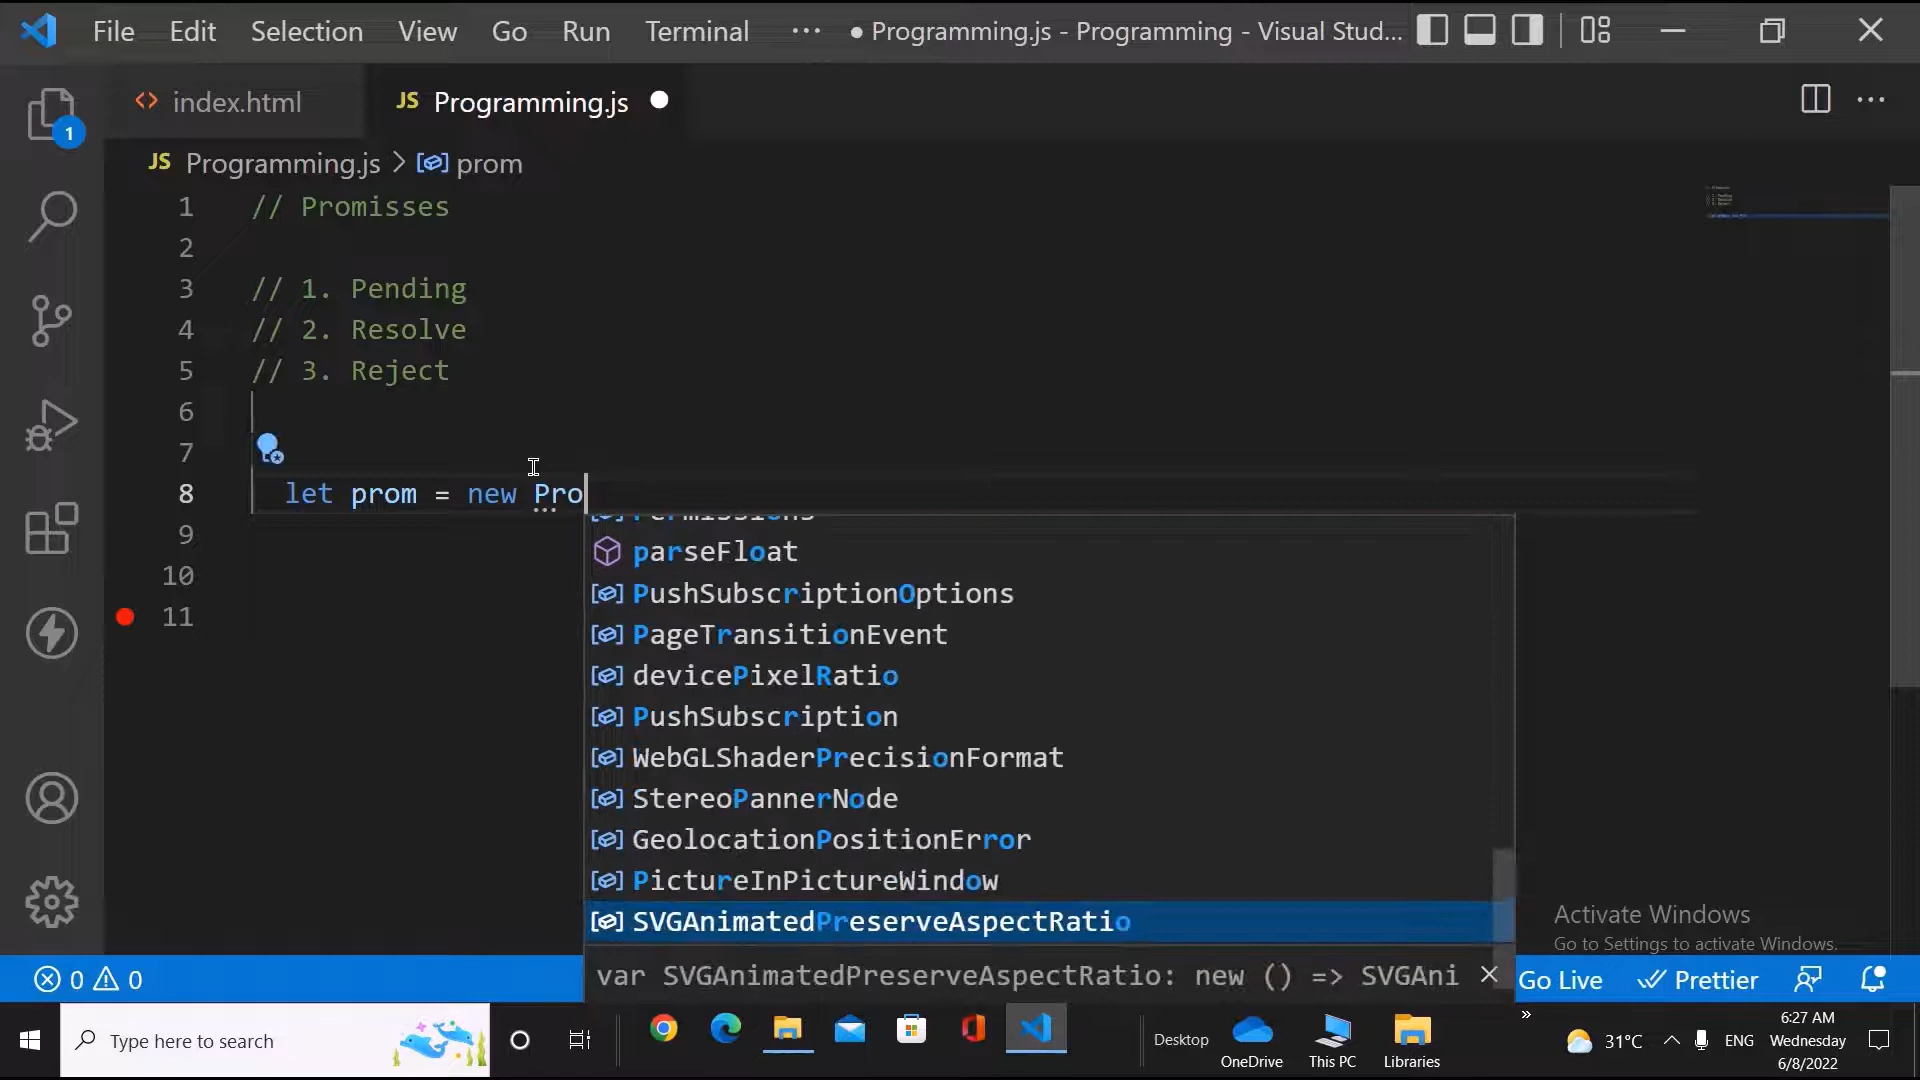 File Edit Selection View Go Run Terminal ··· ● Programming.js - Programming - Visual Stud...
<> index.html JS Programming.js ●
1
JS Programming.js > prom
1 // Promisses
2
3 // 1. Pending
4 // 2. Resolve
5 // 3. Reject
6
7
8 let prom = new Pro
9
10
11
Permissions
parseFloat
PushSubscriptionOptions
PageTransitionEvent
devicePixelRatio
PushSubscription
WebGLShaderPrecisionFormat
StereoPannerNode
GeolocationPositionError
PictureInPictureWindow
SVGAnimatedPreserveAspectRatio
var SVGAnimatedPreserveAspectRatio: new () => SVGAni
Activate Windows
Go to Settings to activate Windows.
0 0 Go Live Prettier
Type here to search
Desktop
OneDrive
This PC
Libraries
»
31°C
ENG
6:27 AM
Wednesday
6/8/2022